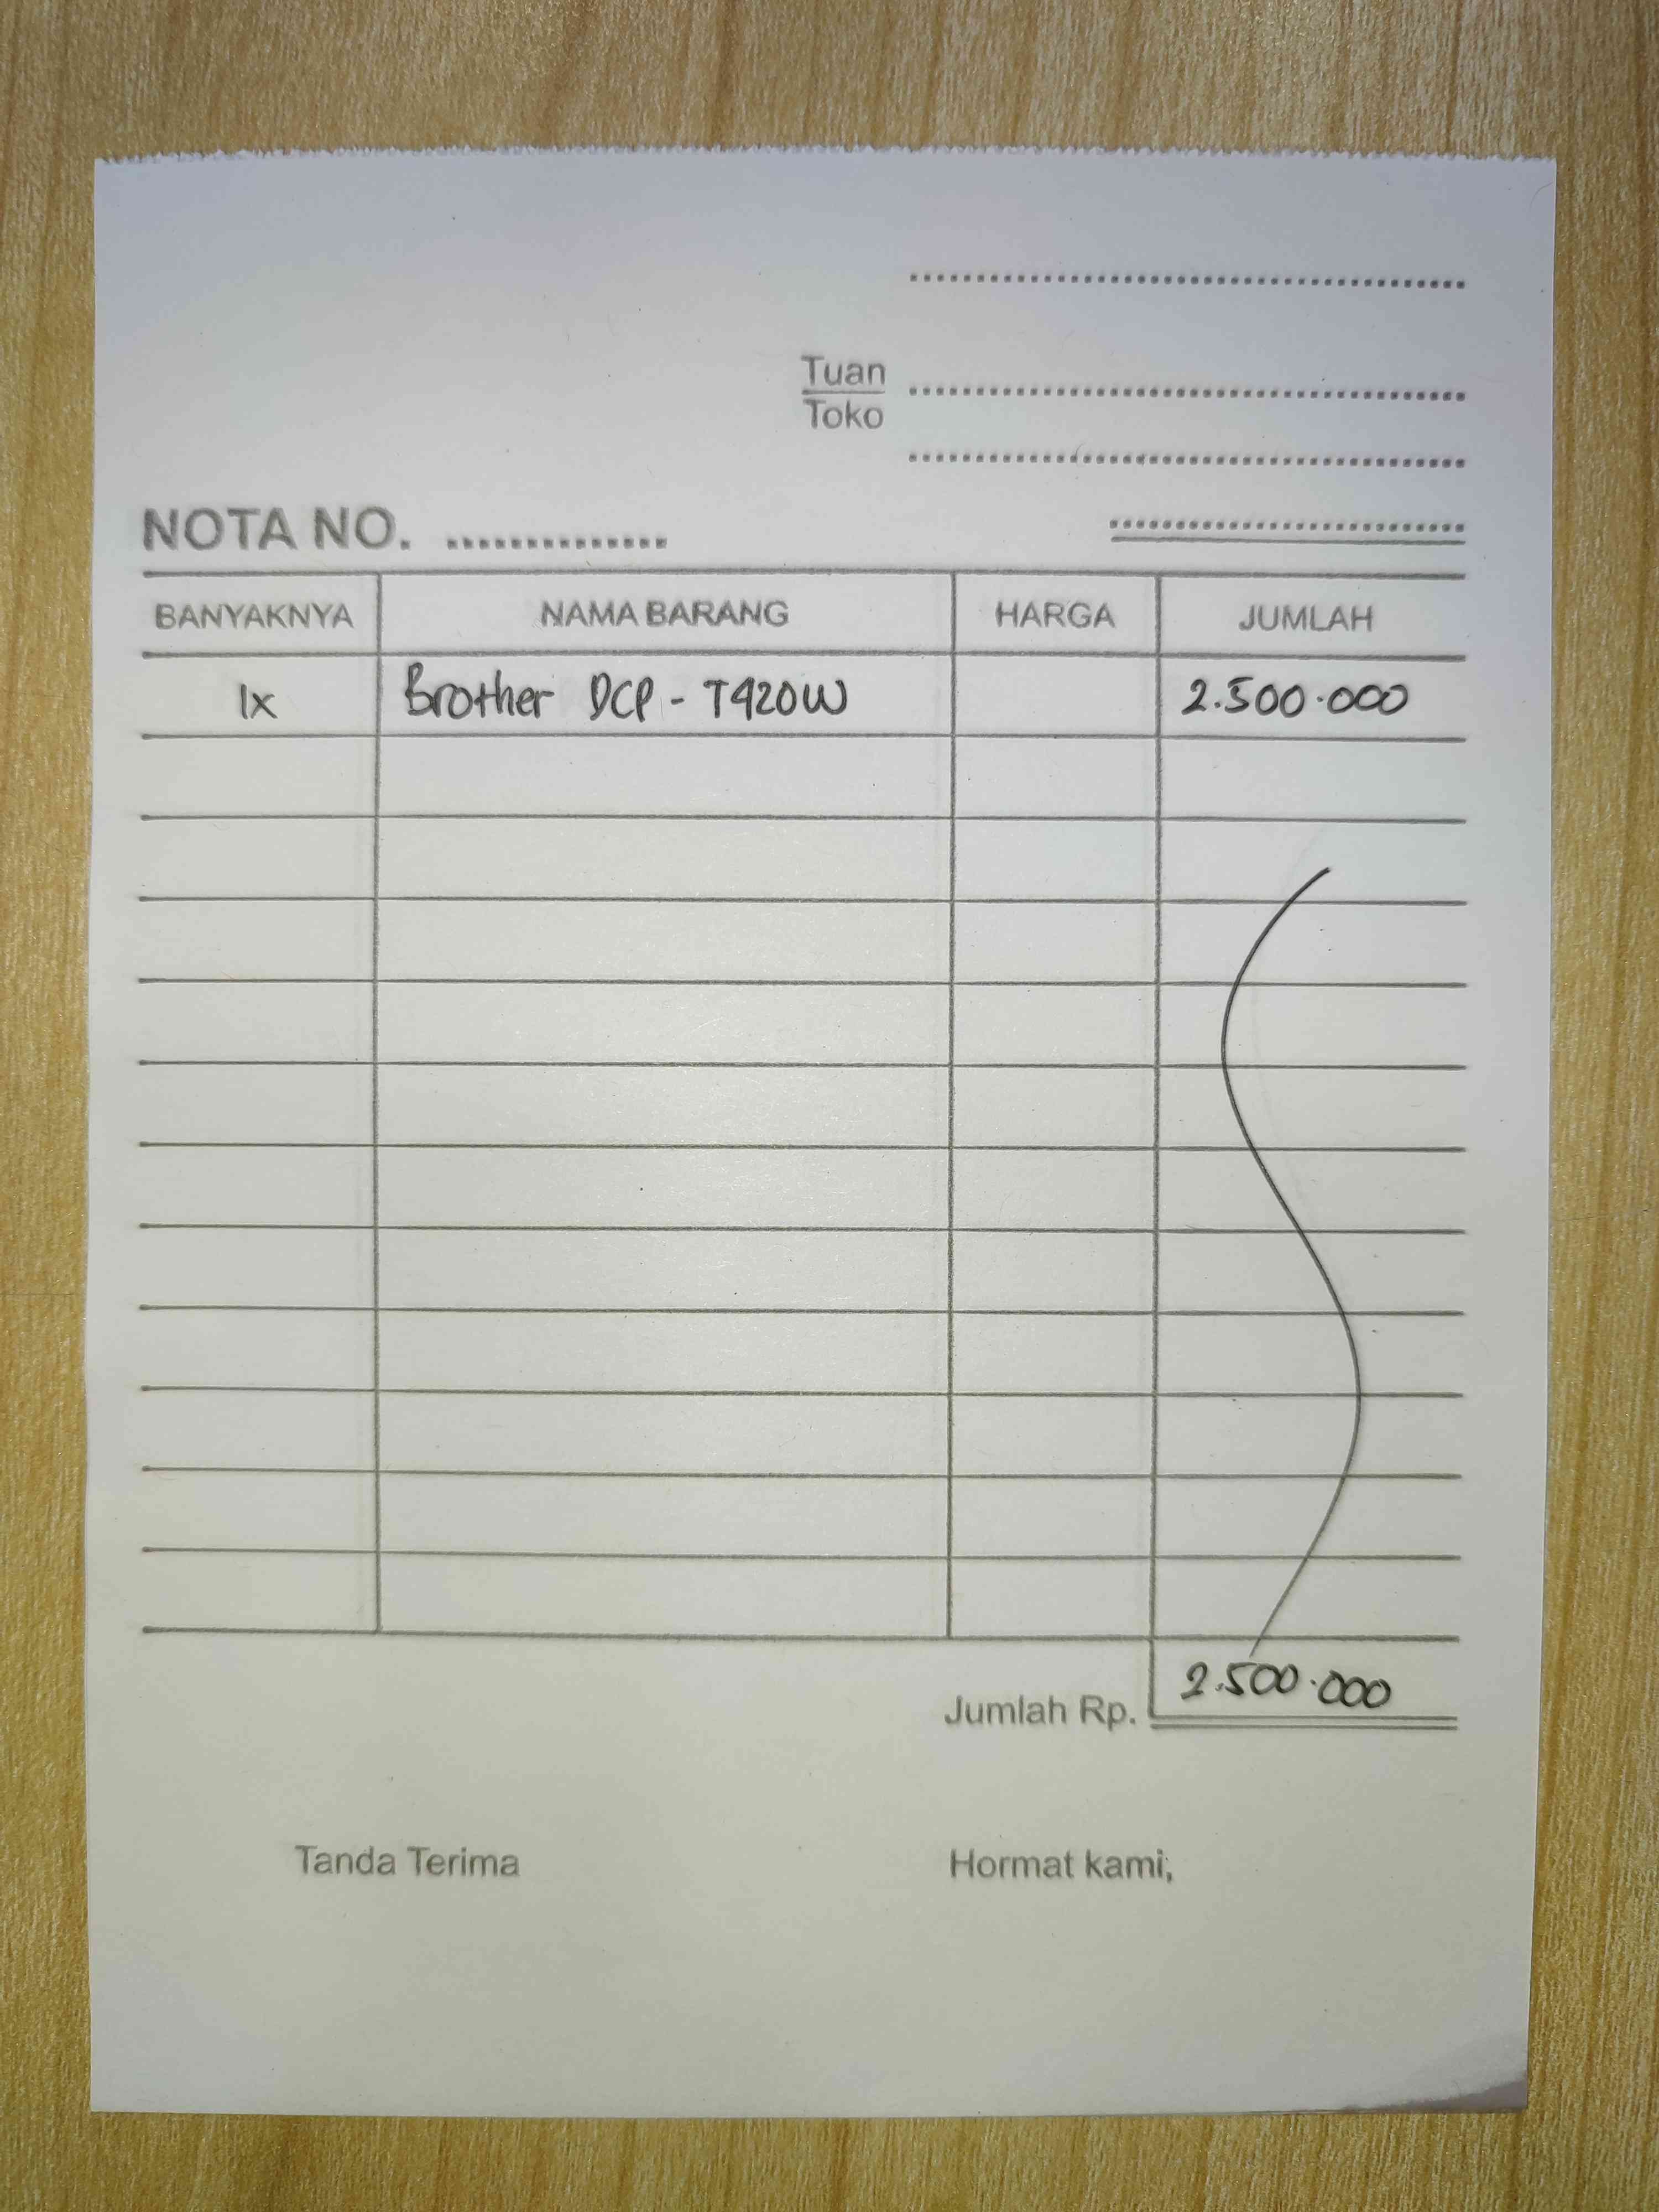 Tuan
Toko
NOTA NO. ..............
BANYAKNYA NAMA BARANG HARGA JUMLAH
1x Brother DCP - T420W 2.500.000
Jumlah Rp. 2.500.000
Tanda Terima Hormat kami,